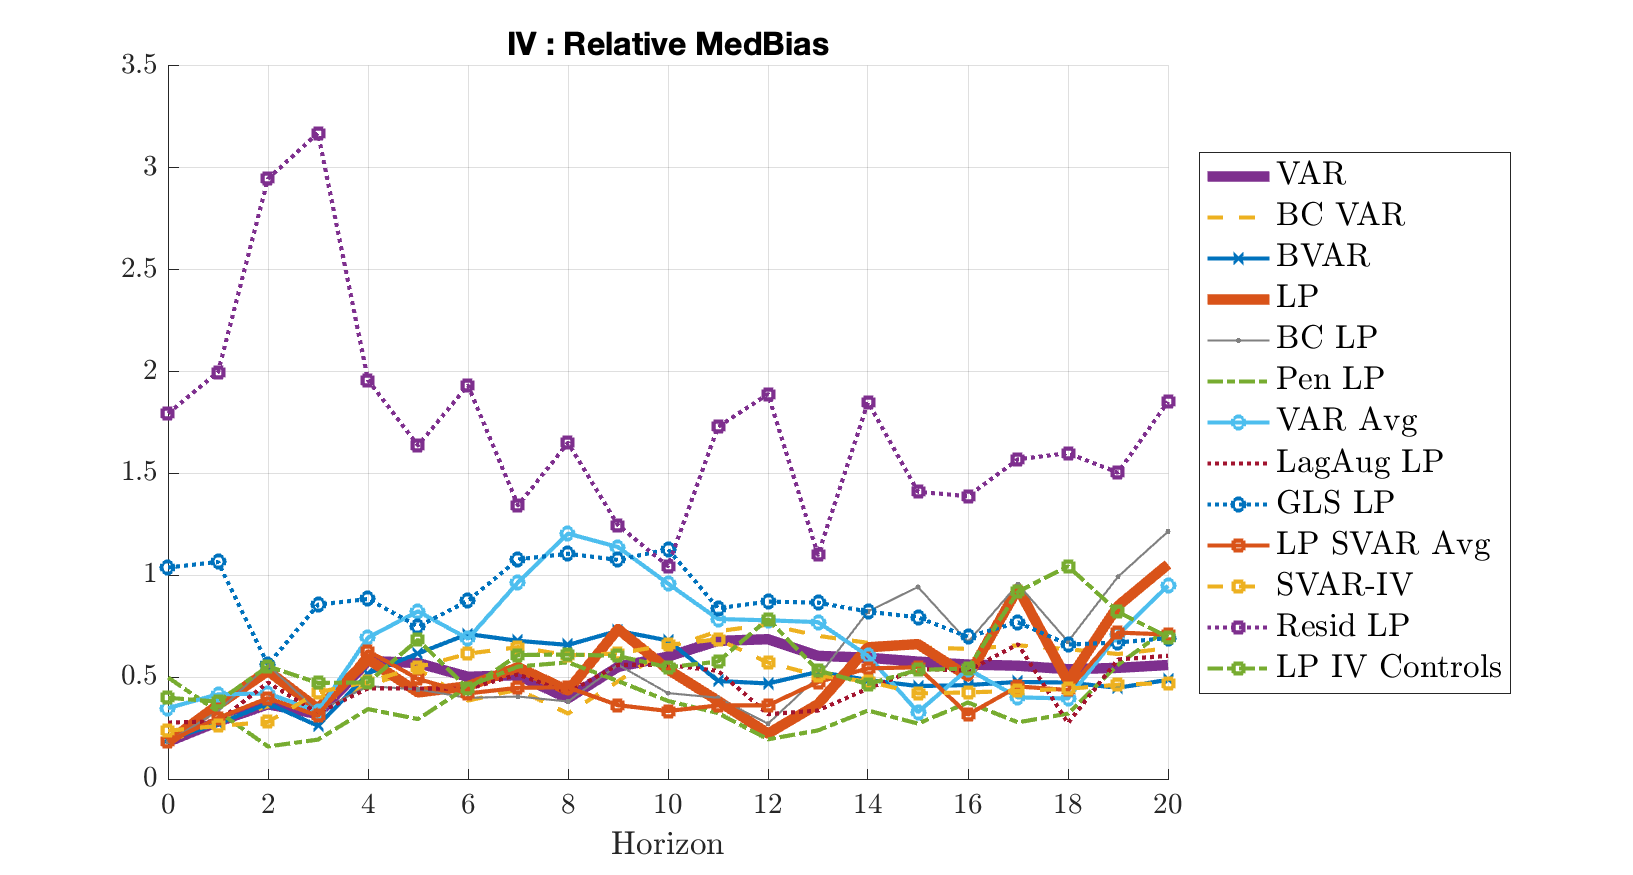 IV : Relative MedBias
3.5
3
2.5
2
1.5
1
0.5
0
0 2 4 6 8 10 12 14 16 18 20
Horizon
VAR
BC VAR
BVAR
LP
BC LP
Pen LP
VAR Avg
LagAug LP
GLS LP
LP SVAR Avg
SVAR-IV
Resid LP
LP IV Controls